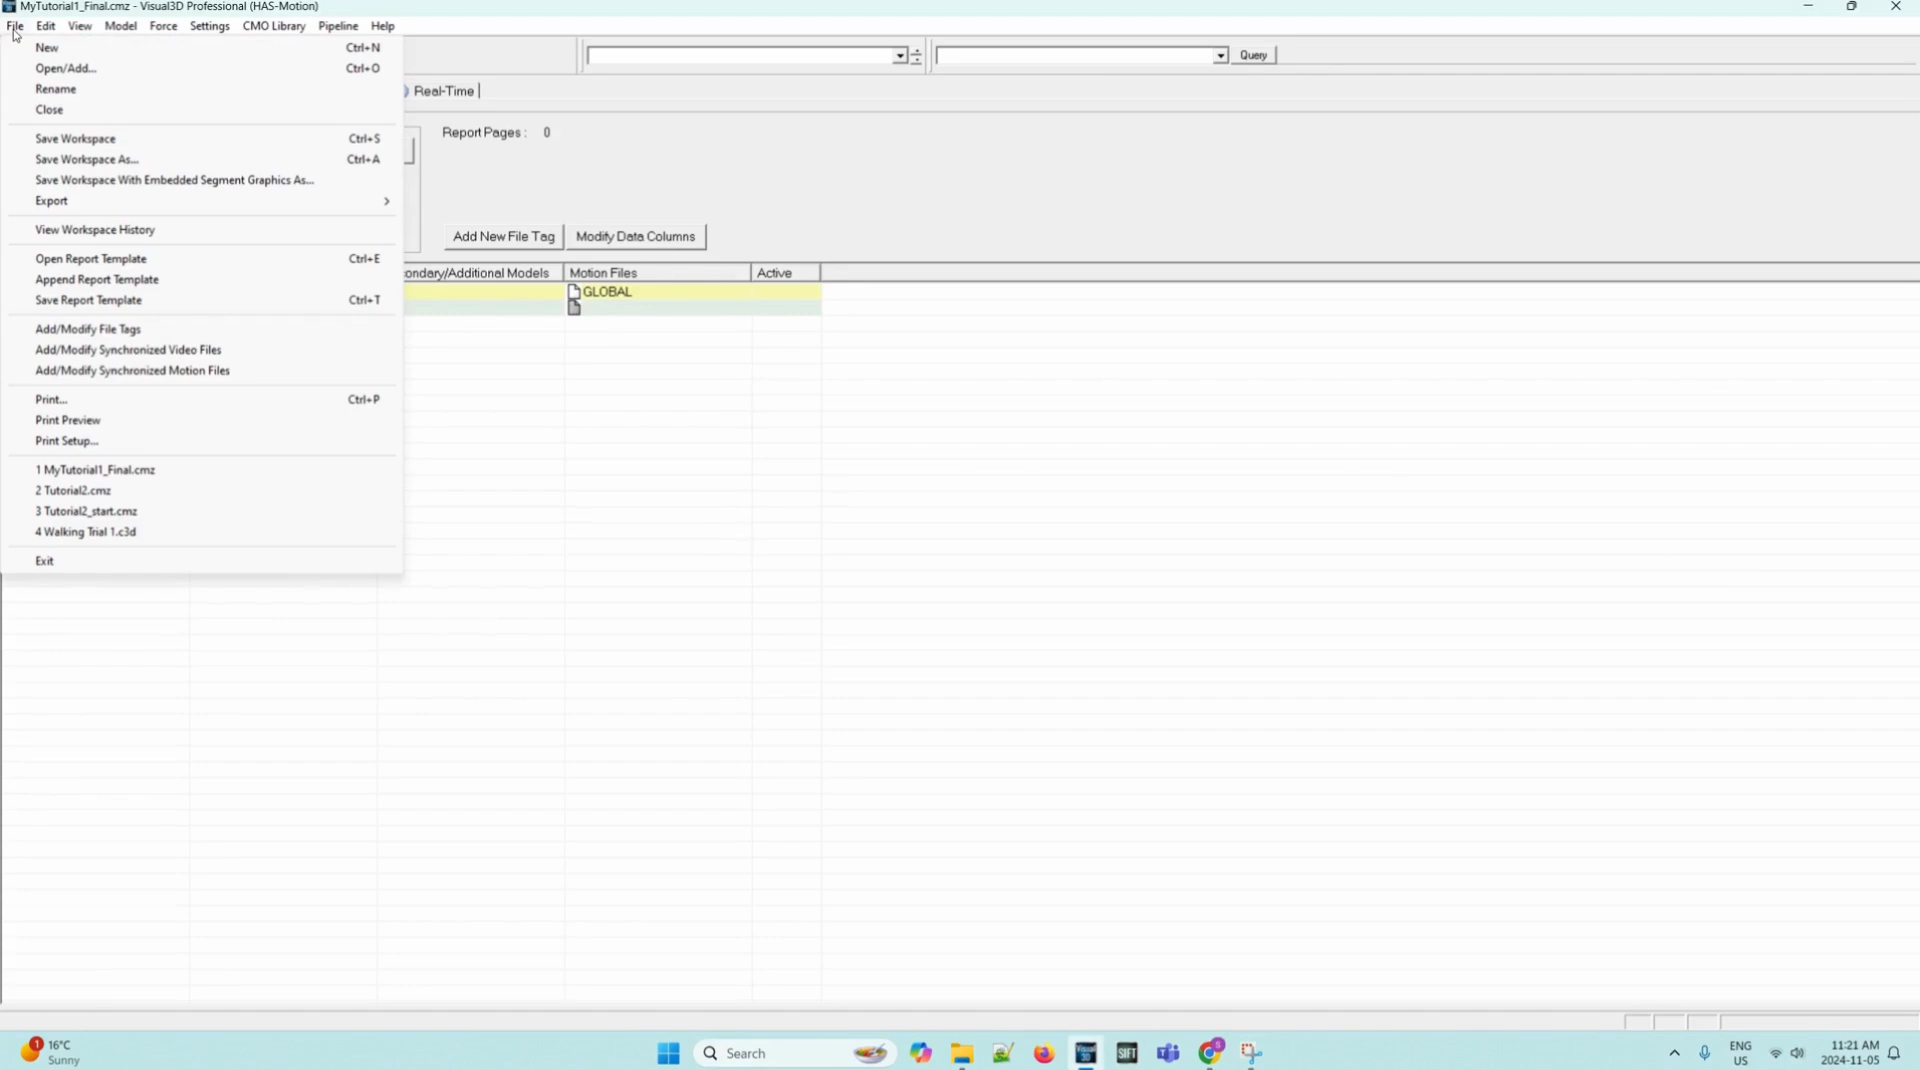 MyTutorial1_Final.cmz - Visual3D Professional (HAS-Motion)
File Edit View Model Force Settings CMO Library Pipeline Help
New Ctrl+N
Open/Add... Ctrl+O
Rename
Close
Save Workspace Ctrl+S
Save Workspace As... Ctrl+A
Save Workspace With Embedded Segment Graphics As...
Export
View Workspace History
Open Report Template Ctrl+E
Append Report Template
Save Report Template Ctrl+T
Add/Modify File Tags
Add/Modify Synchronized Video Files
Add/Modify Synchronized Motion Files
Print... Ctrl+P
Print Preview
Print Setup...
1 MyTutorial1_Final.cmz
2 Tutorial2.cmz
3 Tutorial2_start.cmz
4 Walking Trial 1.c3d
Exit
Query
Real-Time
Report Pages : 0
Add New File Tag Modify Data Columns
ondary/Additional Models Motion Files Active
GLOBAL
1 16°C
Sunny
Search
Visual
3D
SIFT
5
ENG
US
11:21 AM
2024-11-05